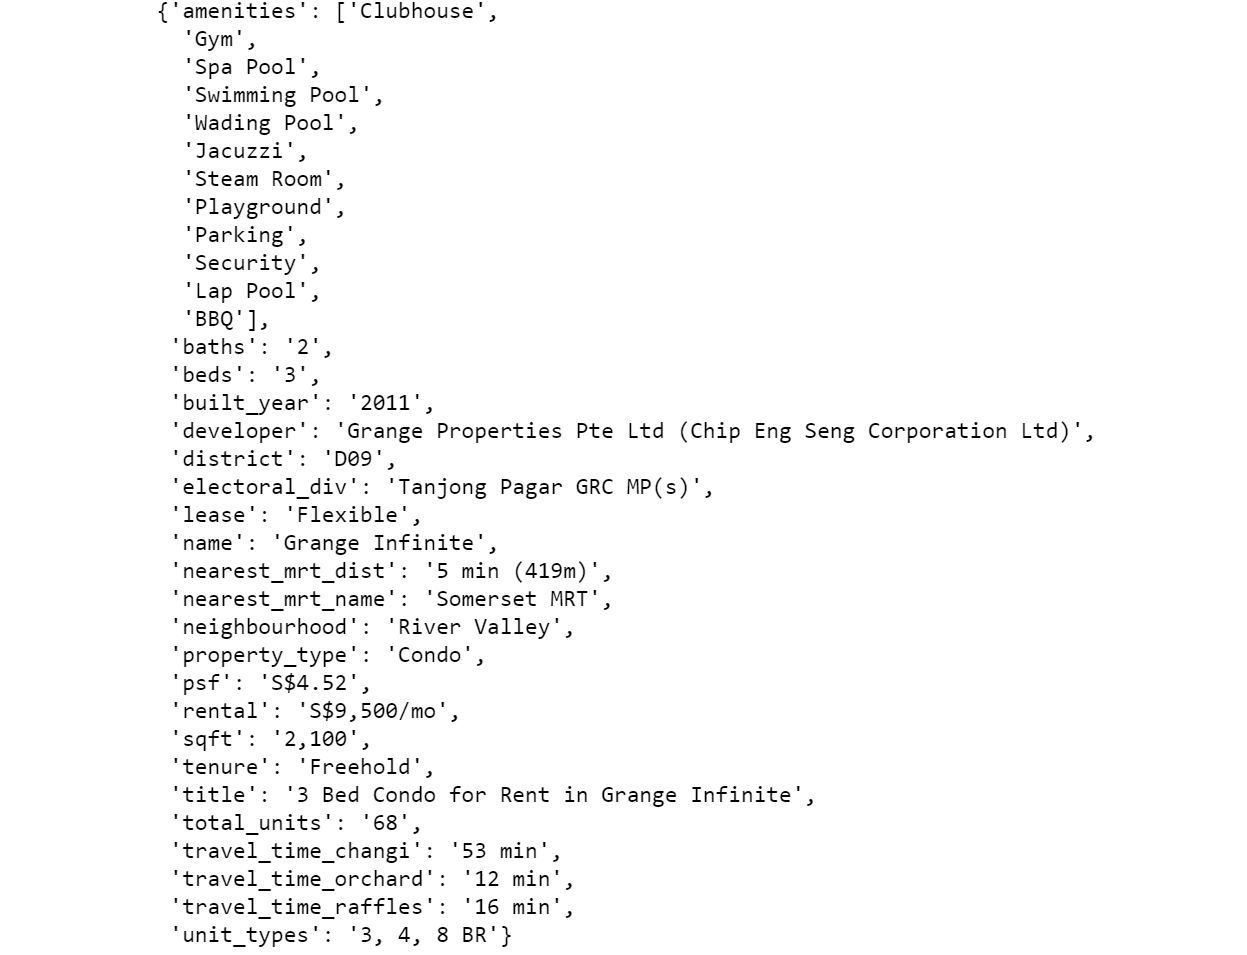 {'amenities': ['Clubhouse',
'Gym',
'Spa Pool',
'Swimming Pool',
'Wading Pool',
'Jacuzzi',
'Steam Room',
'Playground',
'Parking',
'Security',
'Lap Pool',
'BBQ'],
'baths': '2',
'beds': '3',
'built_year': '2011',
'developer': 'Grange Properties Pte Ltd (Chip Eng Seng Corporation Ltd)',
'district': 'D09',
'electoral_div': 'Tanjong Pagar GRC MP(s)',
'lease': 'Flexible',
'name': 'Grange Infinite',
'nearest_mrt_dist': '5 min (419m)',
'nearest_mrt_name': 'Somerset MRT',
'neighbourhood': 'River Valley',
'property_type': 'Condo',
'psf': 'S$4.52',
'rental': 'S$9,500/mo',
'sqft': '2,100',
'tenure': 'Freehold',
'title': '3 Bed Condo for Rent in Grange Infinite',
'total_units': '68',
'travel_time_changi': '53 min',
'travel_time_orchard': '12 min',
'travel_time_raffles': '16 min',
'unit_types': '3, 4, 8 BR'}